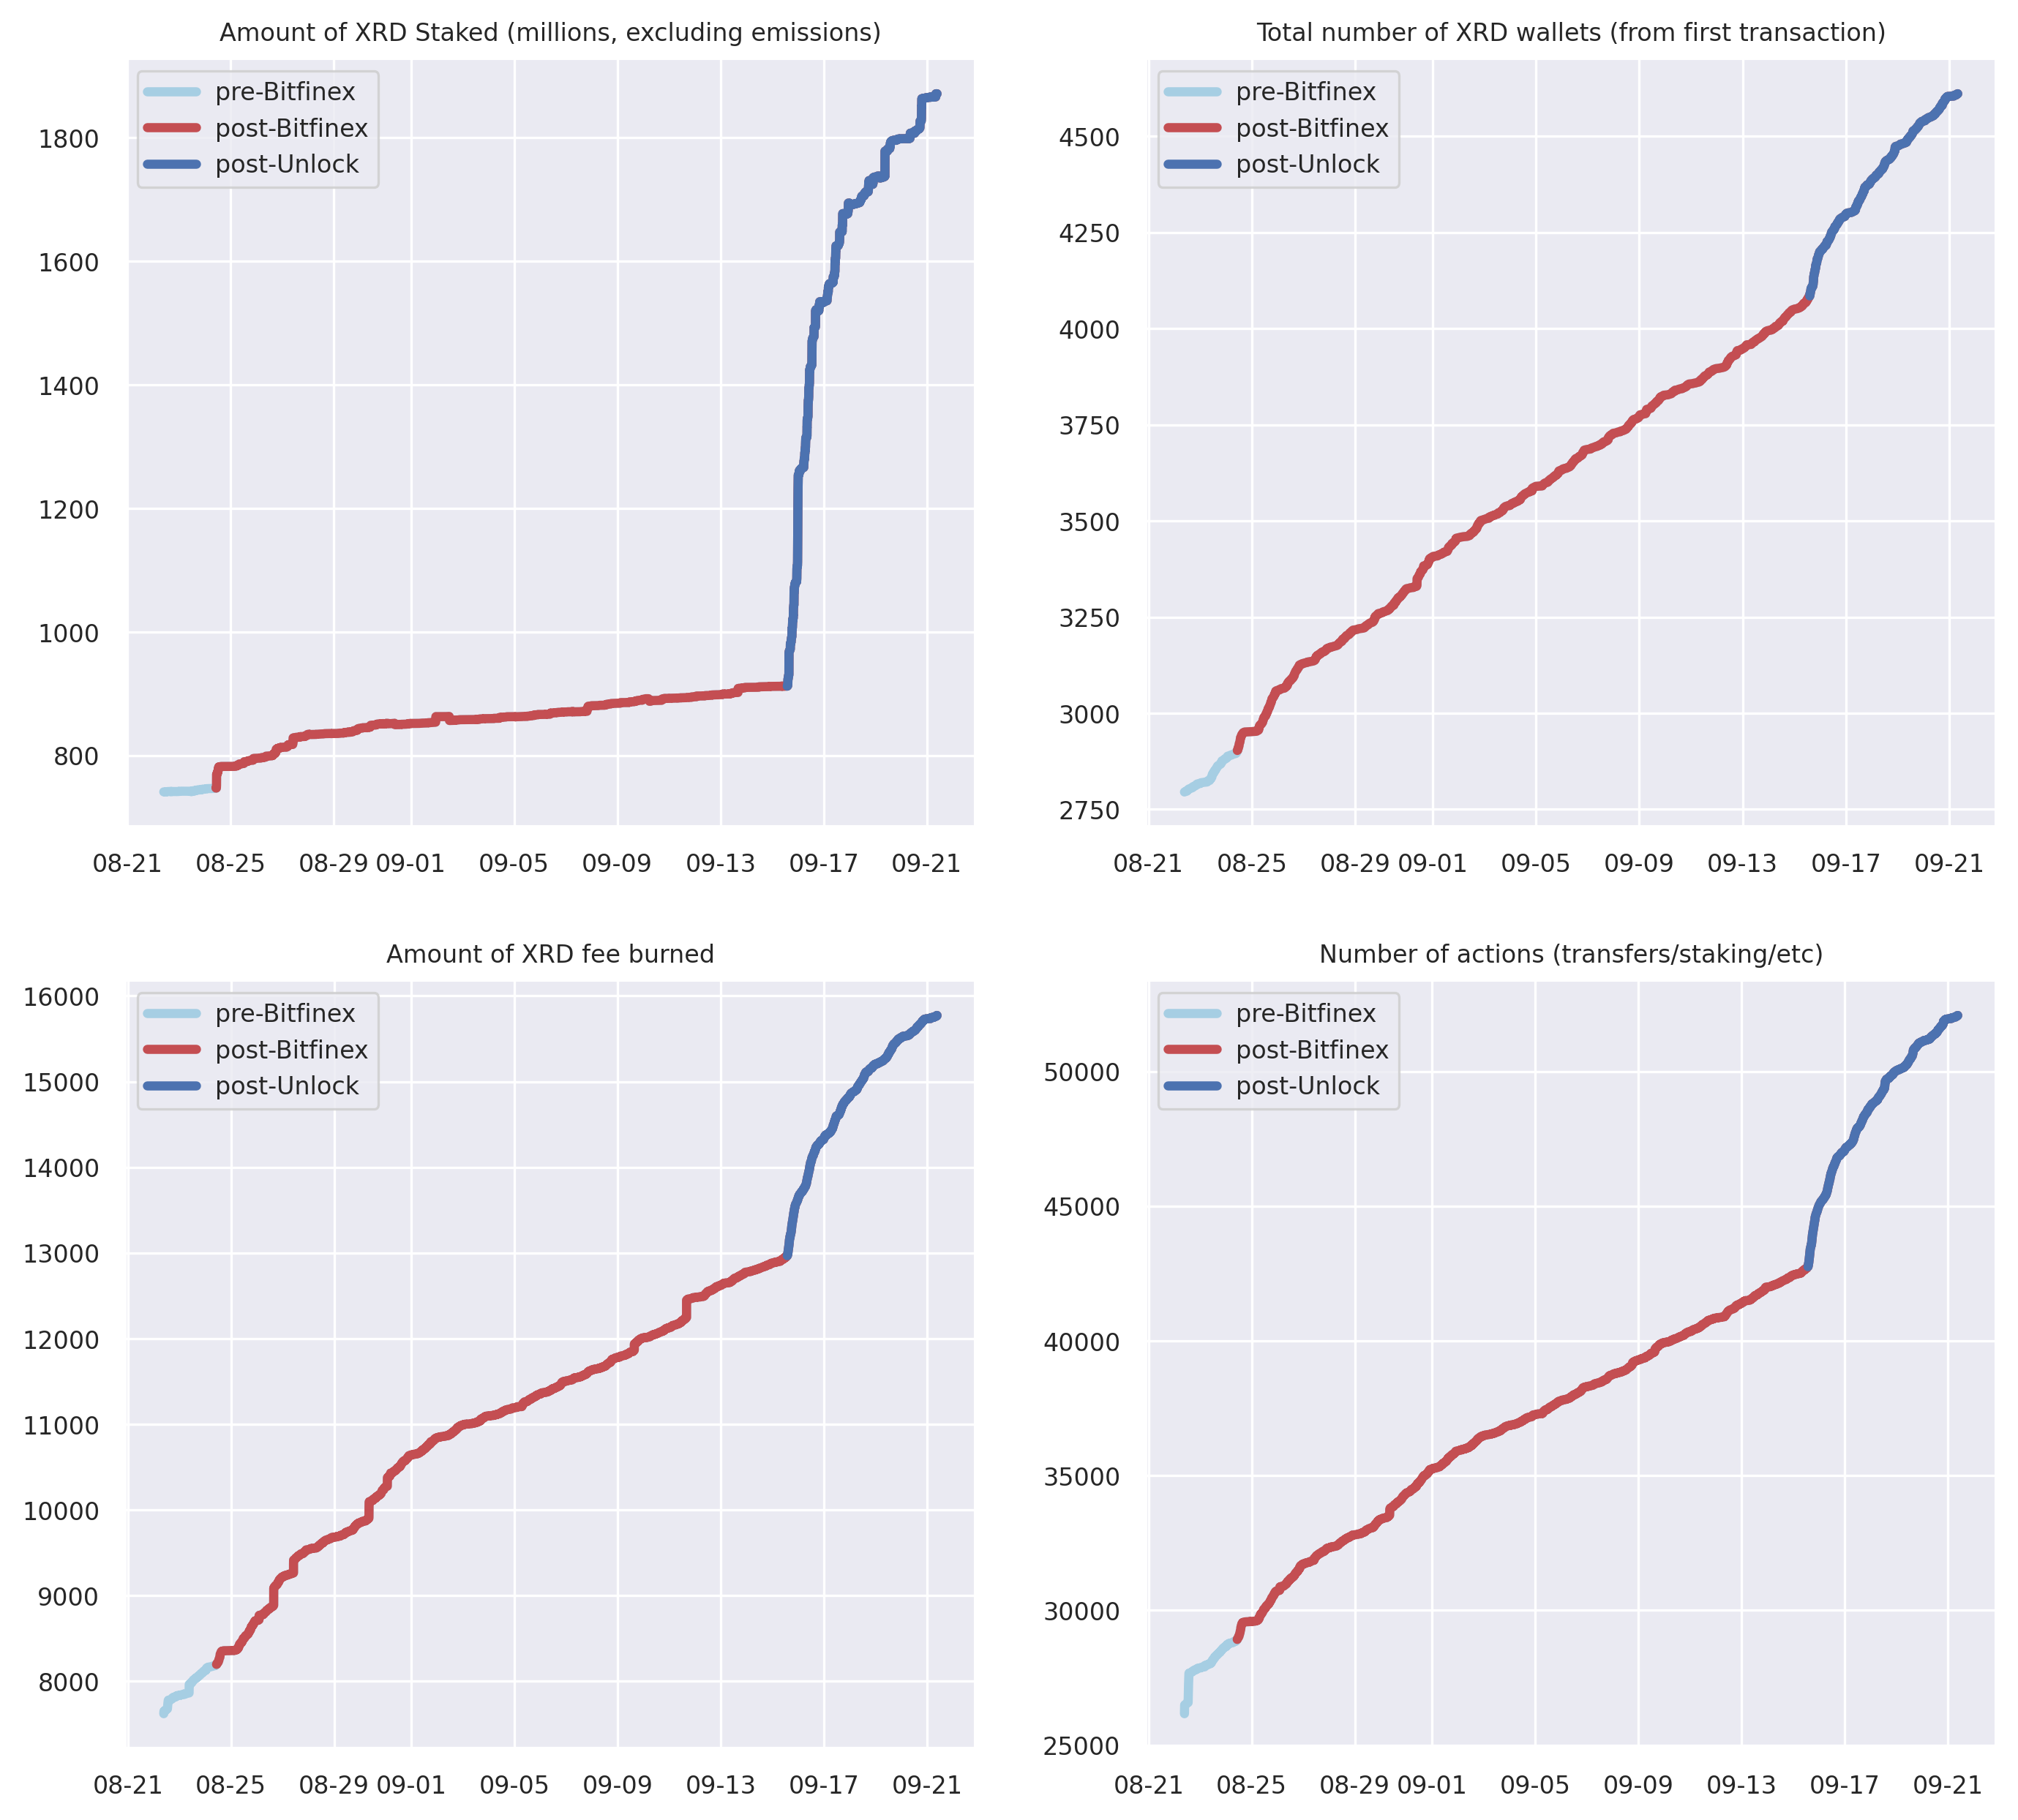 Amount of XRD Staked (millions, excluding emissions)
pre-Bitfinex
post-Bitfinex
post-Unlock
1800
1600
1400
1200
1000
800
08-21 08-25 08-29 09-01 09-05 09-09 09-13 09-17 09-21
Total number of XRD wallets (from first transaction)
pre-Bitfinex
post-Bitfinex
post-Unlock
4500
4250
4000
3750
3500
3250
3000
2750
08-21 08-25 08-29 09-01 09-05 09-09 09-13 09-17 09-21
Amount of XRD fee burned
pre-Bitfinex
post-Bitfinex
post-Unlock
16000
15000
14000
13000
12000
11000
10000
9000
8000
08-21 08-25 08-29 09-01 09-05 09-09 09-13 09-17 09-21
Number of actions (transfers/staking/etc)
pre-Bitfinex
post-Bitfinex
post-Unlock
50000
45000
40000
35000
30000
25000
08-21 08-25 08-29 09-01 09-05 09-09 09-13 09-17 09-21